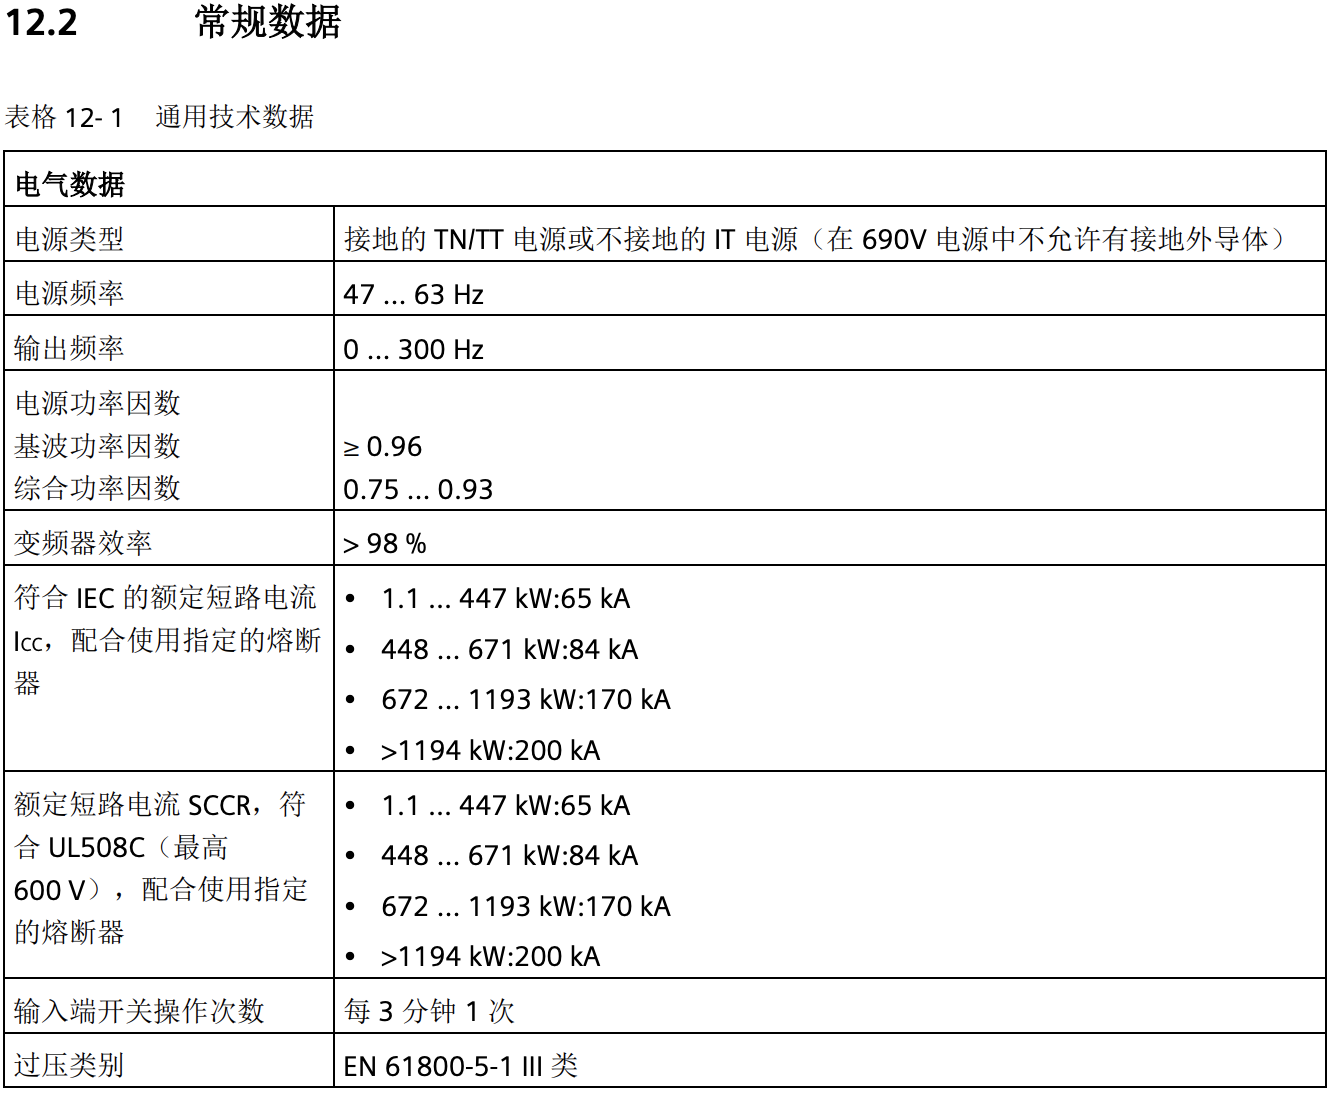 12.2 常规数据
表格 12- 1 通用技术数据
电气数据
电源类型 接地的 TN/TT 电源或不接地的 IT 电源（在 690V 电源中不允许有接地外导体）
电源频率 47 ... 63 Hz
输出频率 0 ... 300 Hz
电源功率因数
基波功率因数 ≥ 0.96
综合功率因数 0.75 ... 0.93
变频器效率 > 98 %
符合 IEC 的额定短路电流
Icc，配合使用指定的熔断
器
• 1.1 ... 447 kW:65 kA
• 448 ... 671 kW:84 kA
• 672 ... 1193 kW:170 kA
• >1194 kW:200 kA
额定短路电流 SCCR，符
合 UL508C（最高
600 V），配合使用指定
的熔断器
• 1.1 ... 447 kW:65 kA
• 448 ... 671 kW:84 kA
• 672 ... 1193 kW:170 kA
• >1194 kW:200 kA
输入端开关操作次数 每 3 分钟 1 次
过压类别 EN 61800-5-1 III 类